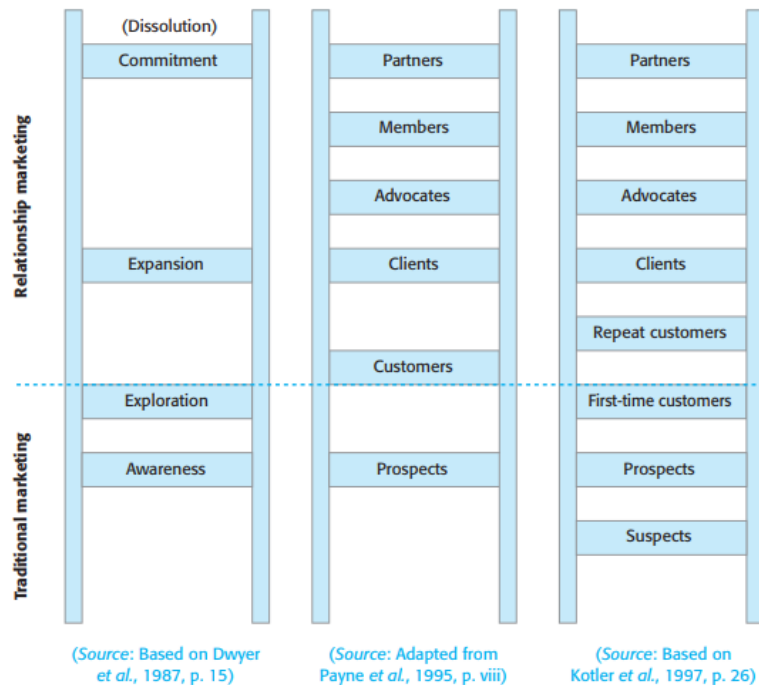 Relationship marketing
Traditional marketing
(Dissolution)
Commitment
Expansion
Exploration
Awareness
(Source: Based on Dwyer
et al., 1987, p. 15)
Partners
Members
Advocates
Clients
Customers
Prospects
(Source: Adapted from
Payne et al., 1995, p. viii)
Partners
Members
Advocates
Clients
Repeat customers
First-time customers
Prospects
Suspects
(Source: Based on
Kotler et al., 1997, p. 26)